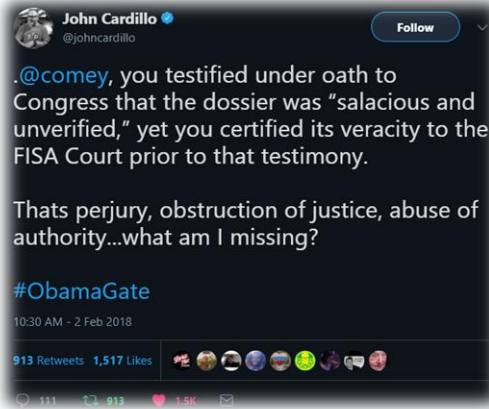 John Cardillo
@johncardillo
Follow
.@comey, you testified under oath to
Congress that the dossier was “salacious and
unverified,” yet you certified its veracity to the
FISA Court prior to that testimony.
Thats perjury, obstruction of justice, abuse of
authority...what am I missing?
#ObamaGate
10:30 AM - 2 Feb 2018
913 Retweets 1,517 Likes
111 913 1.5K